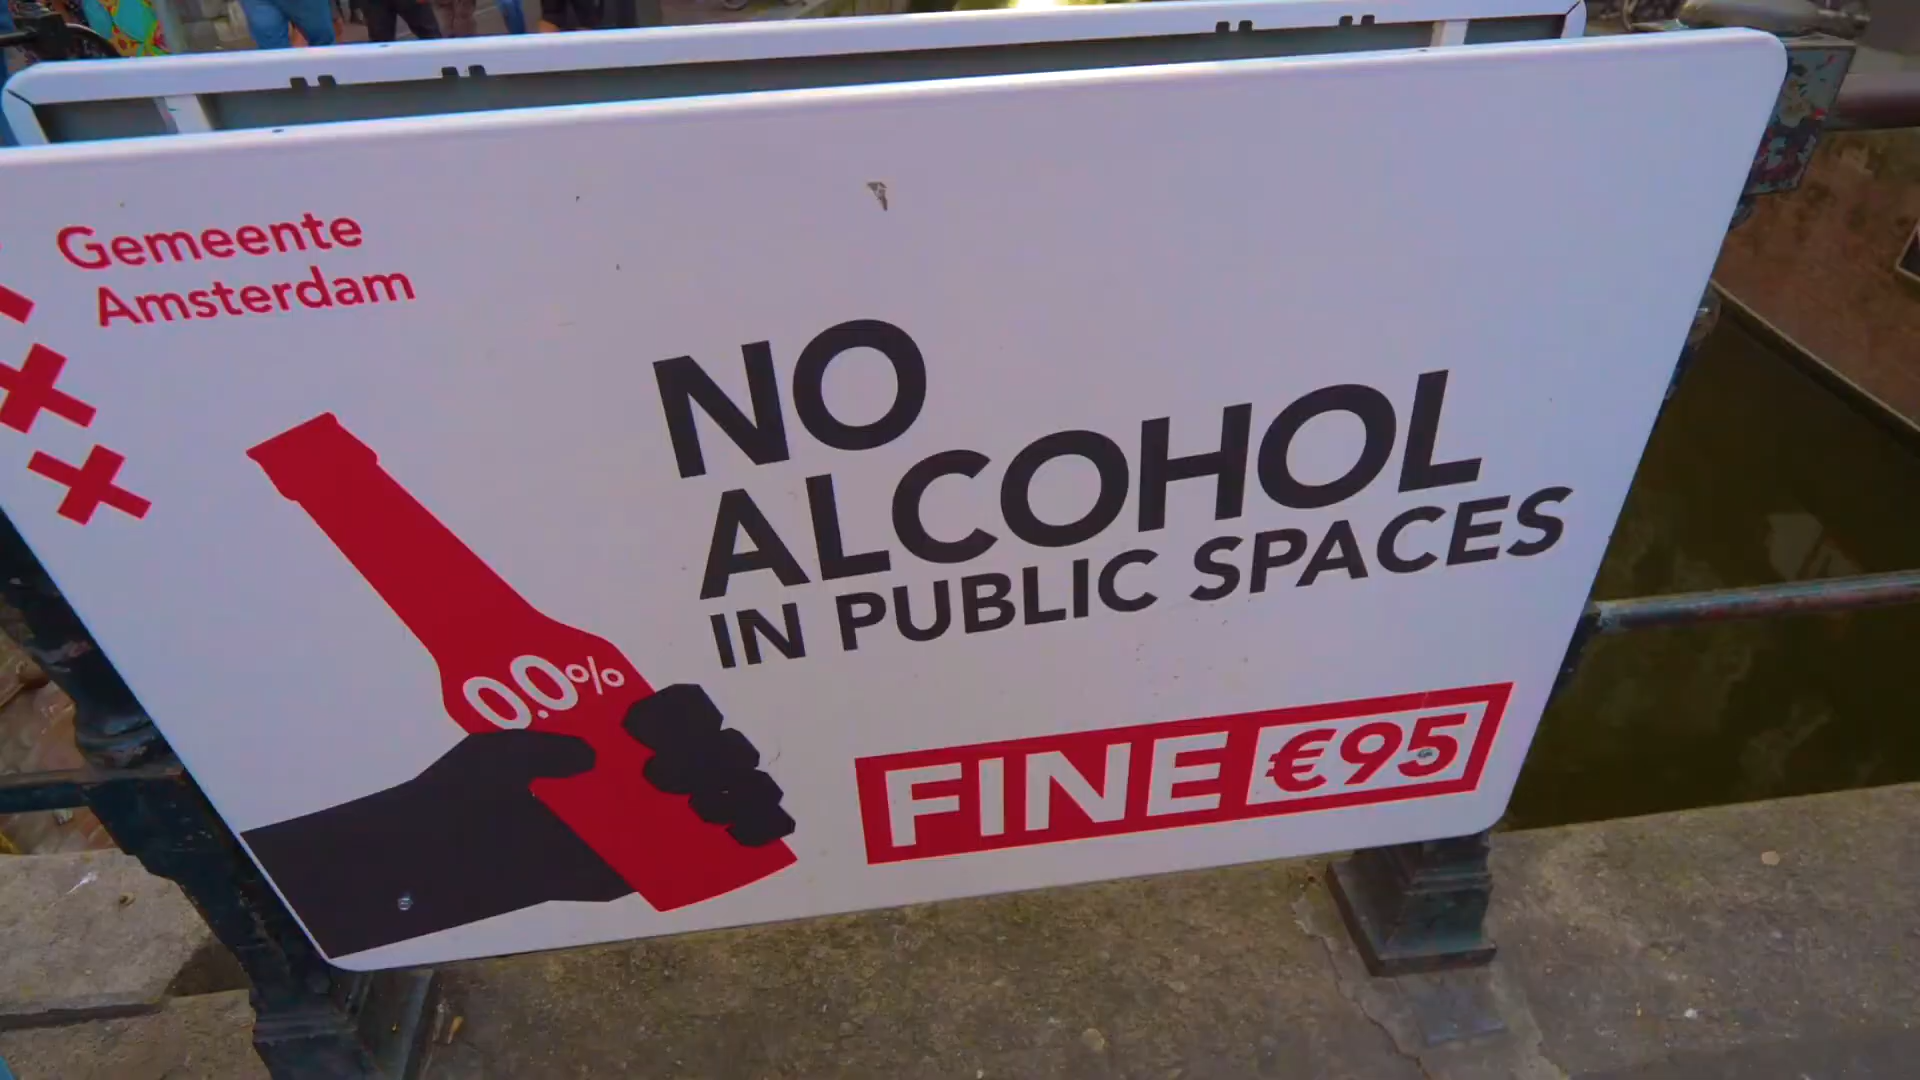 Gemeente
Amsterdam
NO
ALCOHOL
IN PUBLIC SPACES
0.0%
FINE €95